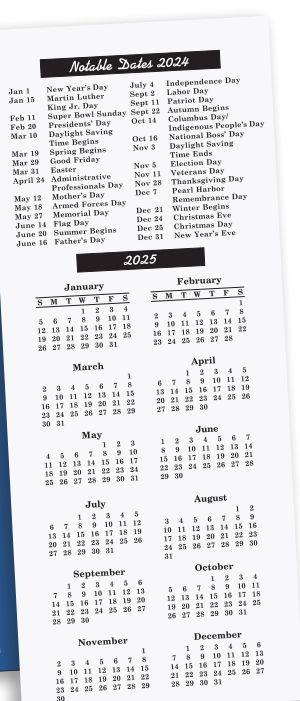 Notable Dates 2024
Jan 1 New Year's Day
Jan 15 Martin Luther
King Jr. Day
Feb 11 Super Bowl Sunday
Feb 20 Presidents' Day
Mar 10 Daylight Saving
Time Begins
Mar 19 Spring Begins
Mar 29 Good Friday
Mar 31 Easter
April 24 Administrative
Professionals Day
May 12 Mother's Day
May 18 Armed Forces Day
May 27 Memorial Day
June 14 Flag Day
June 20 Summer Begins
June 16 Father's Day
July 4 Independence Day
Sept 2 Labor Day
Sept 11 Patriot Day
Sept 22 Autumn Begins
Oct 14 Columbus Day/
Indigenous People's Day
Oct 16 National Boss' Day
Nov 3 Daylight Saving
Time Ends
Nov 5 Election Day
Nov 11 Veterans Day
Nov 28 Thanksgiving Day
Dec 7 Pearl Harbor
Remembrance Day
Dec 21 Winter Begins
Dec 24 Christmas Eve
Dec 25 Christmas Day
Dec 31 New Year's Eve
2025
January
S M T W T F S
1 2 3 4
5 6 7 8 9 10 11
12 13 14 15 16 17 18
19 20 21 22 23 24 25
26 27 28 29 30 31
February
S M T W T F S
1
2 3 4 5 6 7 8
9 10 11 12 13 14 15
16 17 18 19 20 21 22
23 24 25 26 27 28
March
1
2 3 4 5 6 7 8
9 10 11 12 13 14 15
16 17 18 19 20 21 22
23 24 25 26 27 28 29
30 31
April
1 2 3 4 5
6 7 8 9 10 11 12
13 14 15 16 17 18 19
20 21 22 23 24 25 26
27 28 29 30
May
1 2 3
4 5 6 7 8 9 10
11 12 13 14 15 16 17
18 19 20 21 22 23 24
25 26 27 28 29 30 31
June
1 2 3 4 5 6 7
8 9 10 11 12 13 14
15 16 17 18 19 20 21
22 23 24 25 26 27 28
29 30
July
1 2 3 4 5
6 7 8 9 10 11 12
13 14 15 16 17 18 19
20 21 22 23 24 25 26
27 28 29 30 31
August
1 2
3 4 5 6 7 8 9
10 11 12 13 14 15 16
17 18 19 20 21 22 23
24 25 26 27 28 29 30
31
September
1 2 3 4 5 6
7 8 9 10 11 12 13
14 15 16 17 18 19 20
21 22 23 24 25 26 27
28 29 30
October
1 2 3 4
5 6 7 8 9 10 11
12 13 14 15 16 17 18
19 20 21 22 23 24 25
26 27 28 29 30 31
November
1
2 3 4 5 6 7 8
9 10 11 12 13 14 15
16 17 18 19 20 21 22
23 24 25 26 27 28 29
30
December
1 2 3 4 5 6
7 8 9 10 11 12 13
14 15 16 17 18 19 20
21 22 23 24 25 26 27
28 29 30 31